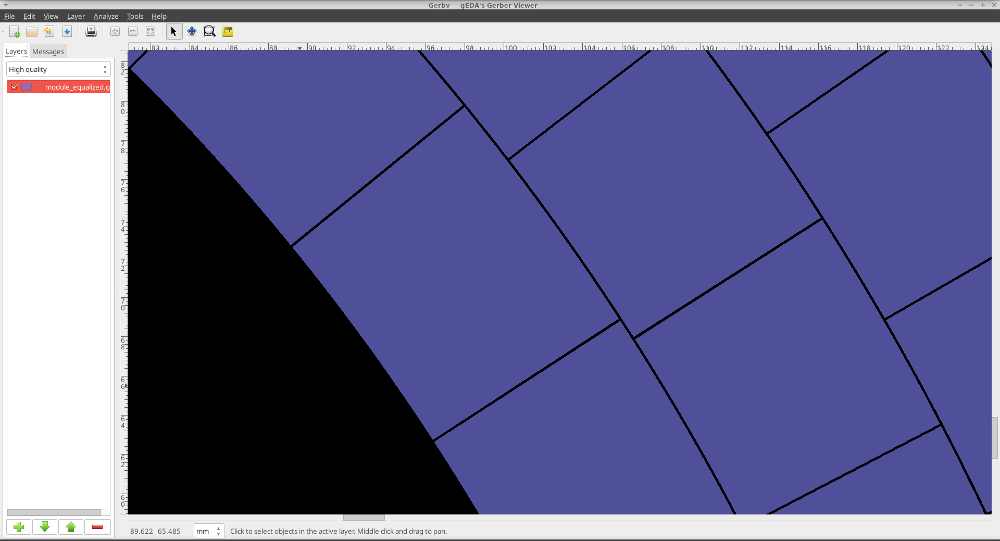 Gerbv — gEDA's Gerber Viewer
File Edit View Layer Analyze Tools Help
Layers Messages
82 84 86 88 90 92 94 96 98 100 102 104 106 108 110 112 114 116 118 120 122 124
High quality
module_equalized.g
82
80
78
76
74
72
70
68
66
64
62
60
89.622 65.485 mm Click to select objects in the active layer. Middle click and drag to pan.